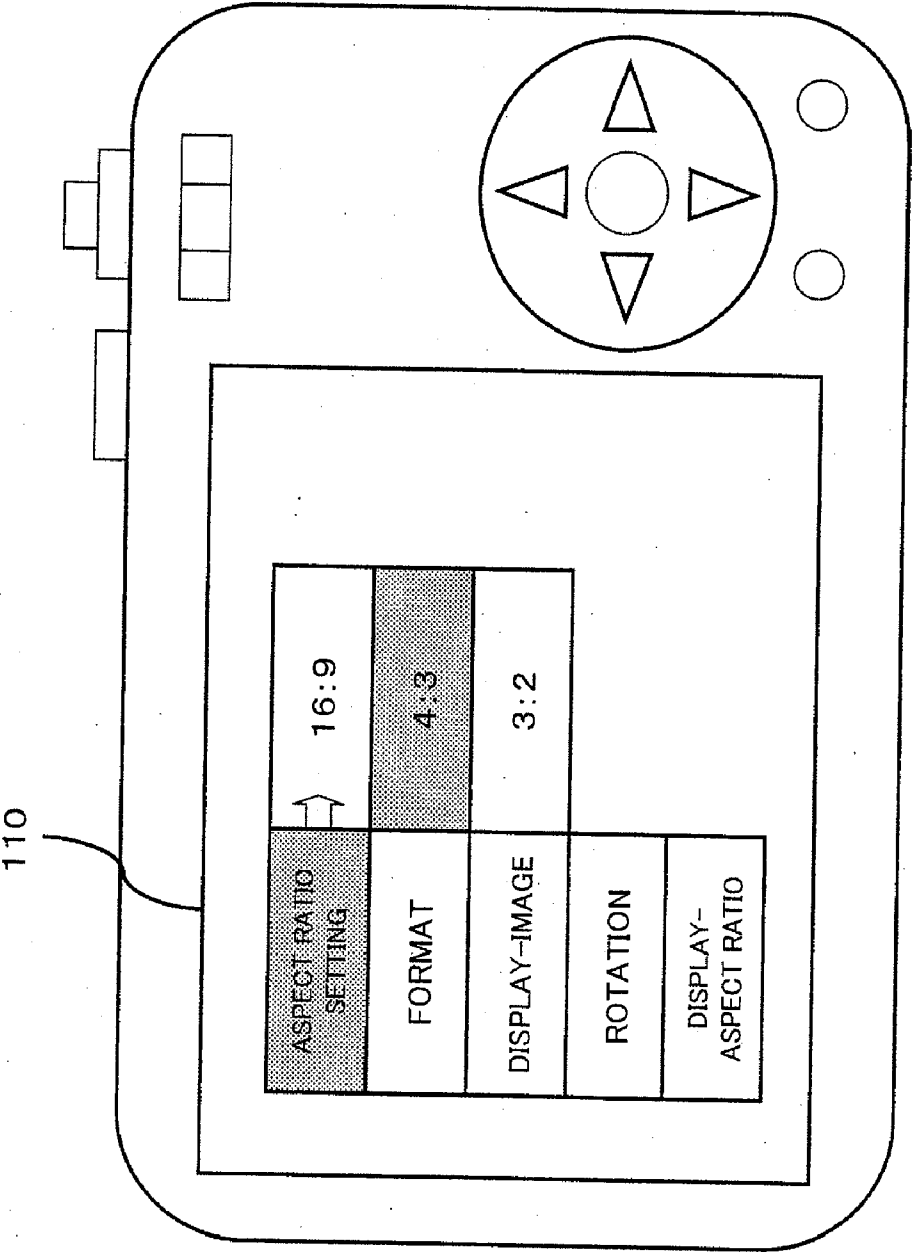 110
ASPECT RATIO
SETTING
16:9
FORMAT
4:3
DISPLAY-IMAGE
3:2
ROTATION
DISPLAY-
ASPECT RATIO